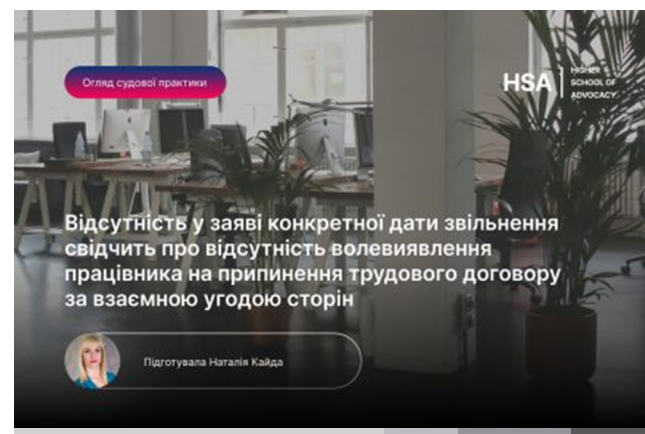 Огляд судової практики
HSA
HIGHER
SCHOOL OF
ADVOCACY
Відсутність у заяві конкретної дати звільнення
свідчить про відсутність волевиявлення
працівника на припинення трудового договору
за взаємною угодою сторін
Підготувала Наталія Кайда